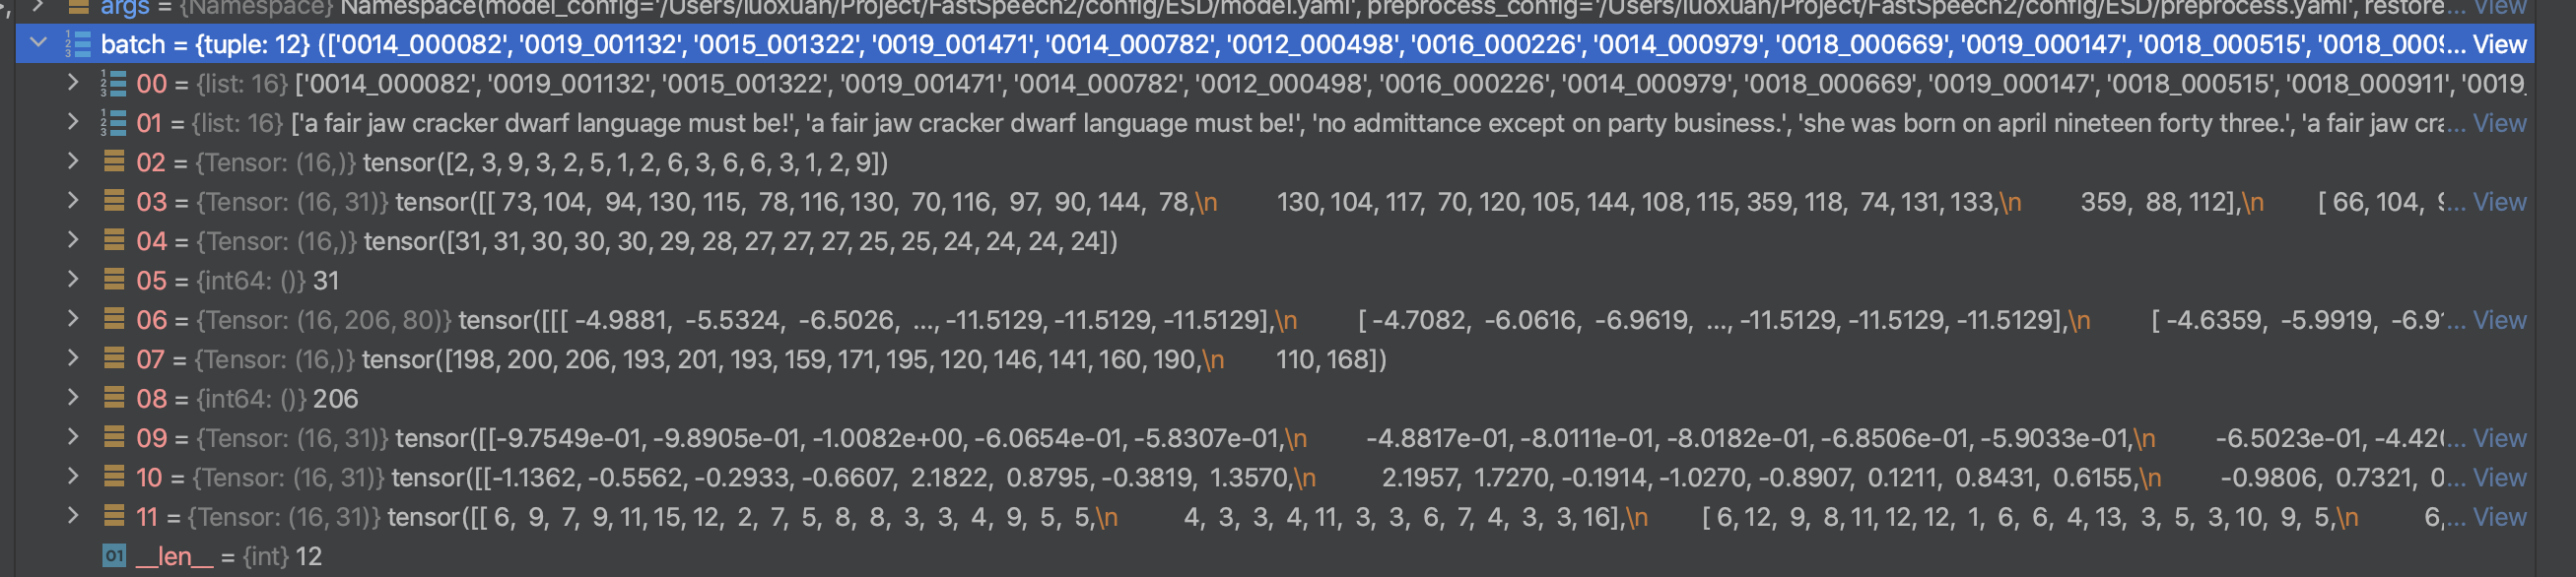 args = {Namespace} Namespace(model_config='/Users/luoxuan/Project/FastSpeech2/config/ESD/model.yaml', preprocess_config='/Users/luoxuan/Project/FastSpeech2/config/ESD/preprocess.yaml', restore... View
batch = {tuple: 12} (['0014_000082', '0019_001132', '0015_001322', '0019_001471', '0014_000782', '0012_000498', '0016_000226', '0014_000979', '0018_000669', '0019_000147', '0018_000515', '0018_0009... View
00 = {list: 16} ['0014_000082', '0019_001132', '0015_001322', '0019_001471', '0014_000782', '0012_000498', '0016_000226', '0014_000979', '0018_000669', '0019_000147', '0018_000515', '0018_000911', '0019_
01 = {list: 16} ['a fair jaw cracker dwarf language must be!', 'a fair jaw cracker dwarf language must be!', 'no admittance except on party business.', 'she was born on april nineteen forty three.', 'a fair jaw cra... View
02 = {Tensor: (16,)} tensor([2, 3, 9, 3, 2, 5, 1, 2, 6, 3, 6, 6, 3, 1, 2, 9])
03 = {Tensor: (16, 31)} tensor([[ 73, 104, 94, 130, 115, 78, 116, 130, 70, 116, 97, 90, 144, 78,\n 130, 104, 117, 70, 120, 105, 144, 108, 115, 359, 118, 74, 131, 133,\n 359, 88, 112],\n [ 66, 104, 9... View
04 = {Tensor: (16,)} tensor([31, 31, 30, 30, 30, 29, 28, 27, 27, 27, 25, 25, 24, 24, 24, 24])
05 = {int64: ()} 31
06 = {Tensor: (16, 206, 80)} tensor([[[ -4.9881, -5.5324, -6.5026, ..., -11.5129, -11.5129, -11.5129],\n [ -4.7082, -6.0616, -6.9619, ..., -11.5129, -11.5129, -11.5129],\n [ -4.6359, -5.9919, -6.9... View
07 = {Tensor: (16,)} tensor([198, 200, 206, 193, 201, 193, 159, 171, 195, 120, 146, 141, 160, 190,\n 110, 168])
08 = {int64: ()} 206
09 = {Tensor: (16, 31)} tensor([[-9.7549e-01, -9.8905e-01, -1.0082e+00, -6.0654e-01, -5.8307e-01,\n -4.8817e-01, -8.0111e-01, -8.0182e-01, -6.8506e-01, -5.9033e-01,\n -6.5023e-01, -4.420... View
10 = {Tensor: (16, 31)} tensor([[-1.1362, -0.5562, -0.2933, -0.6607, 2.1822, 0.8795, -0.3819, 1.3570,\n 2.1957, 1.7270, -0.1914, -1.0270, -0.8907, 0.1211, 0.8431, 0.6155,\n -0.9806, 0.7321, 0... View
11 = {Tensor: (16, 31)} tensor([[ 6, 9, 7, 9, 11, 15, 12, 2, 7, 5, 8, 8, 3, 3, 4, 9, 5, 5,\n 4, 3, 3, 4, 11, 3, 3, 6, 7, 4, 3, 3, 16],\n [ 6, 12, 9, 8, 11, 12, 12, 1, 6, 6, 4, 13, 3, 5, 3, 10, 9, 5,\n 6,... View
01 __len__ = {int} 12